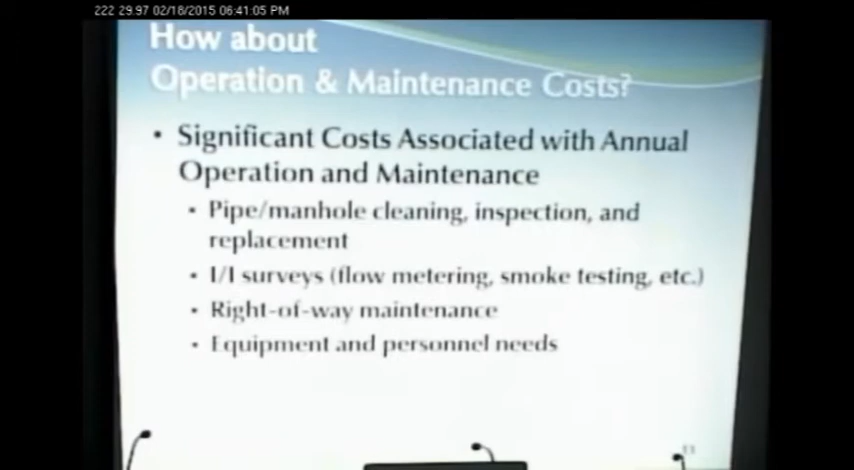 222 29.97 02/18/2015 06:41:05 PM
How about
Operation & Maintenance Costs?
• Significant Costs Associated with Annual
Operation and Maintenance
• Pipe/manhole cleaning, inspection, and
replacement
• I/I surveys (flow metering, smoke testing, etc.)
• Right-of-way maintenance
• Equipment and personnel needs